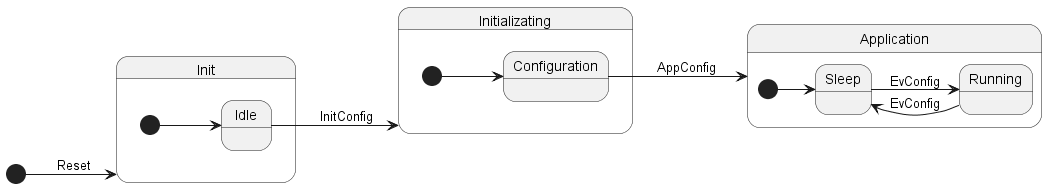 Reset
Init
Idle
InitConfig
Initializating
Configuration
AppConfig
Application
Sleep
EvConfig
Running
EvConfig